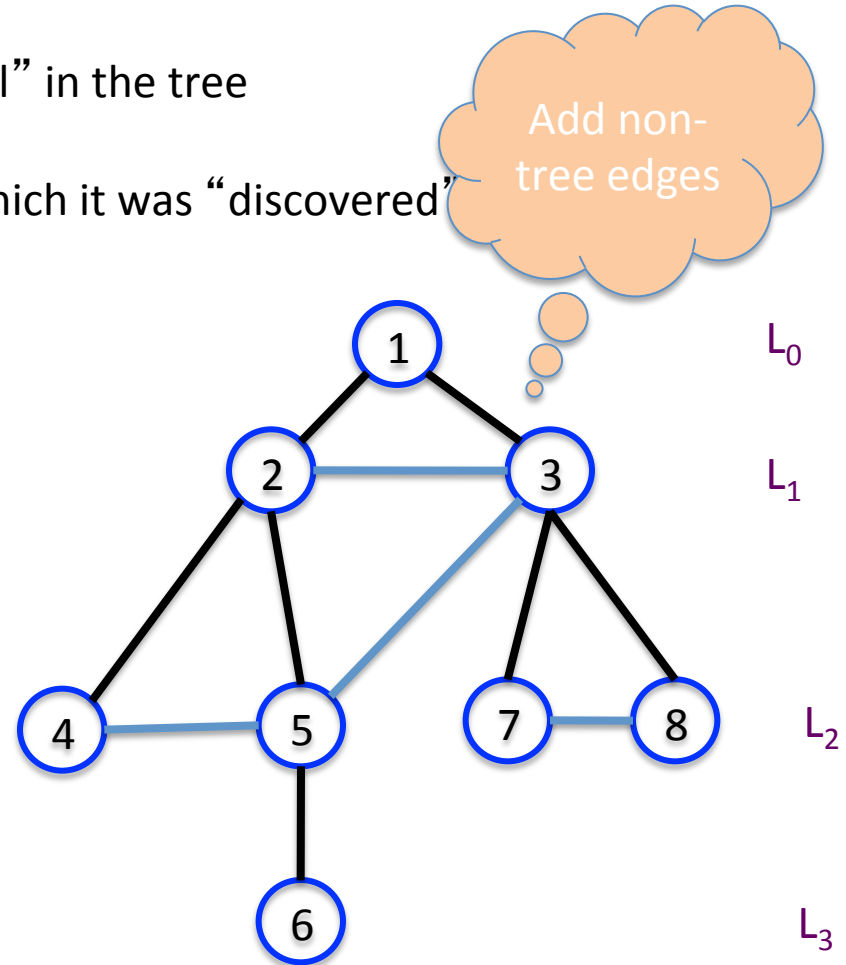 l” in the tree
hich it was “discovered”
Add non-
tree edges
1
L0
2
3
L1
4
5
7
8
L2
6
L3